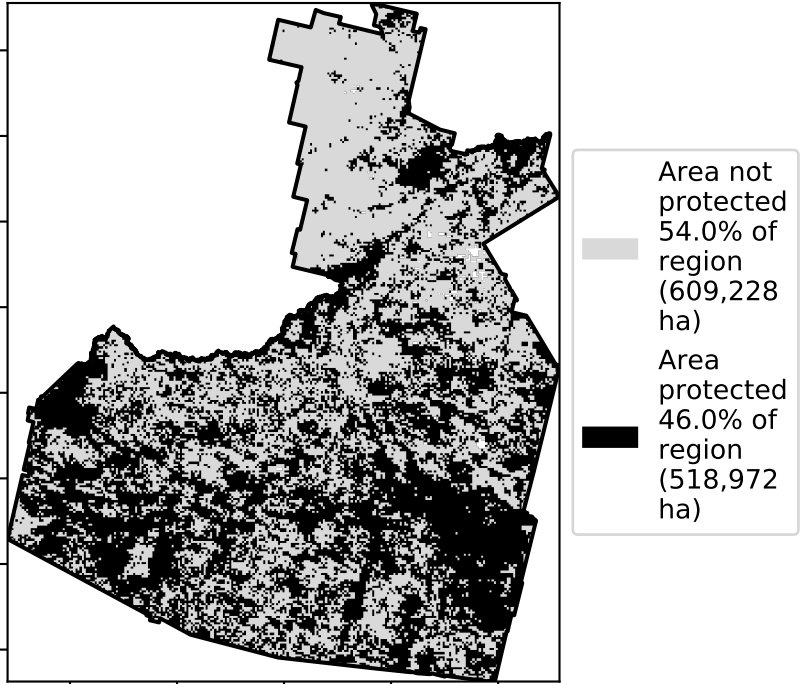 Area not
protected
54.0% of
region
(609,228
ha)
Area
protected
46.0% of
region
(518,972
ha)